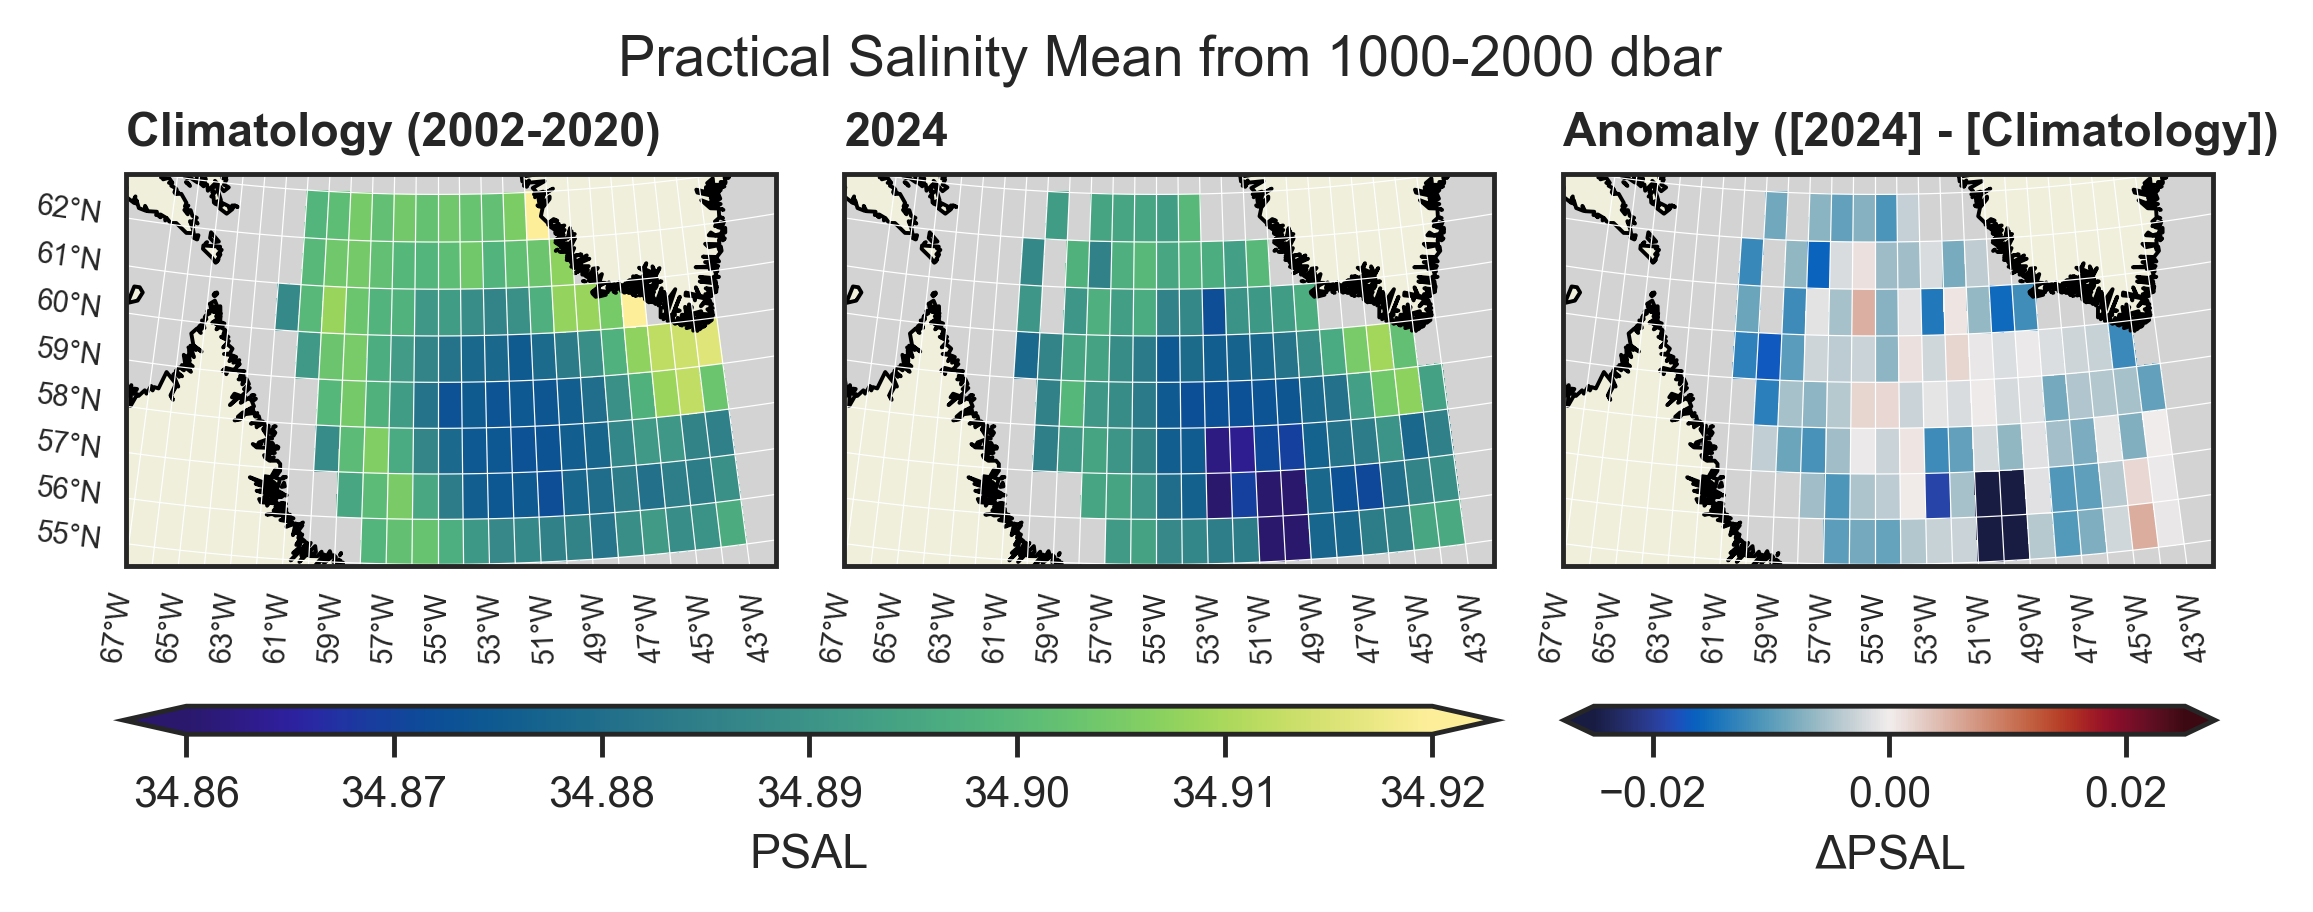 Practical Salinity Mean from 1000-2000 dbar
Climatology (2002-2020)
2024
Anomaly ([2024] - [Climatology])
62°N
61°N
60°N
59°N
58°N
57°N
56°N
55°N
67°W 65°W 63°W 61°W 59°W 57°W 55°W 53°W 51°W 49°W 47°W 45°W 43°W
67°W 65°W 63°W 61°W 59°W 57°W 55°W 53°W 51°W 49°W 47°W 45°W 43°W
67°W 65°W 63°W 61°W 59°W 57°W 55°W 53°W 51°W 49°W 47°W 45°W 43°W
34.86 34.87 34.88 34.89 34.90 34.91 34.92
PSAL
−0.02 0.00 0.02
ΔPSAL